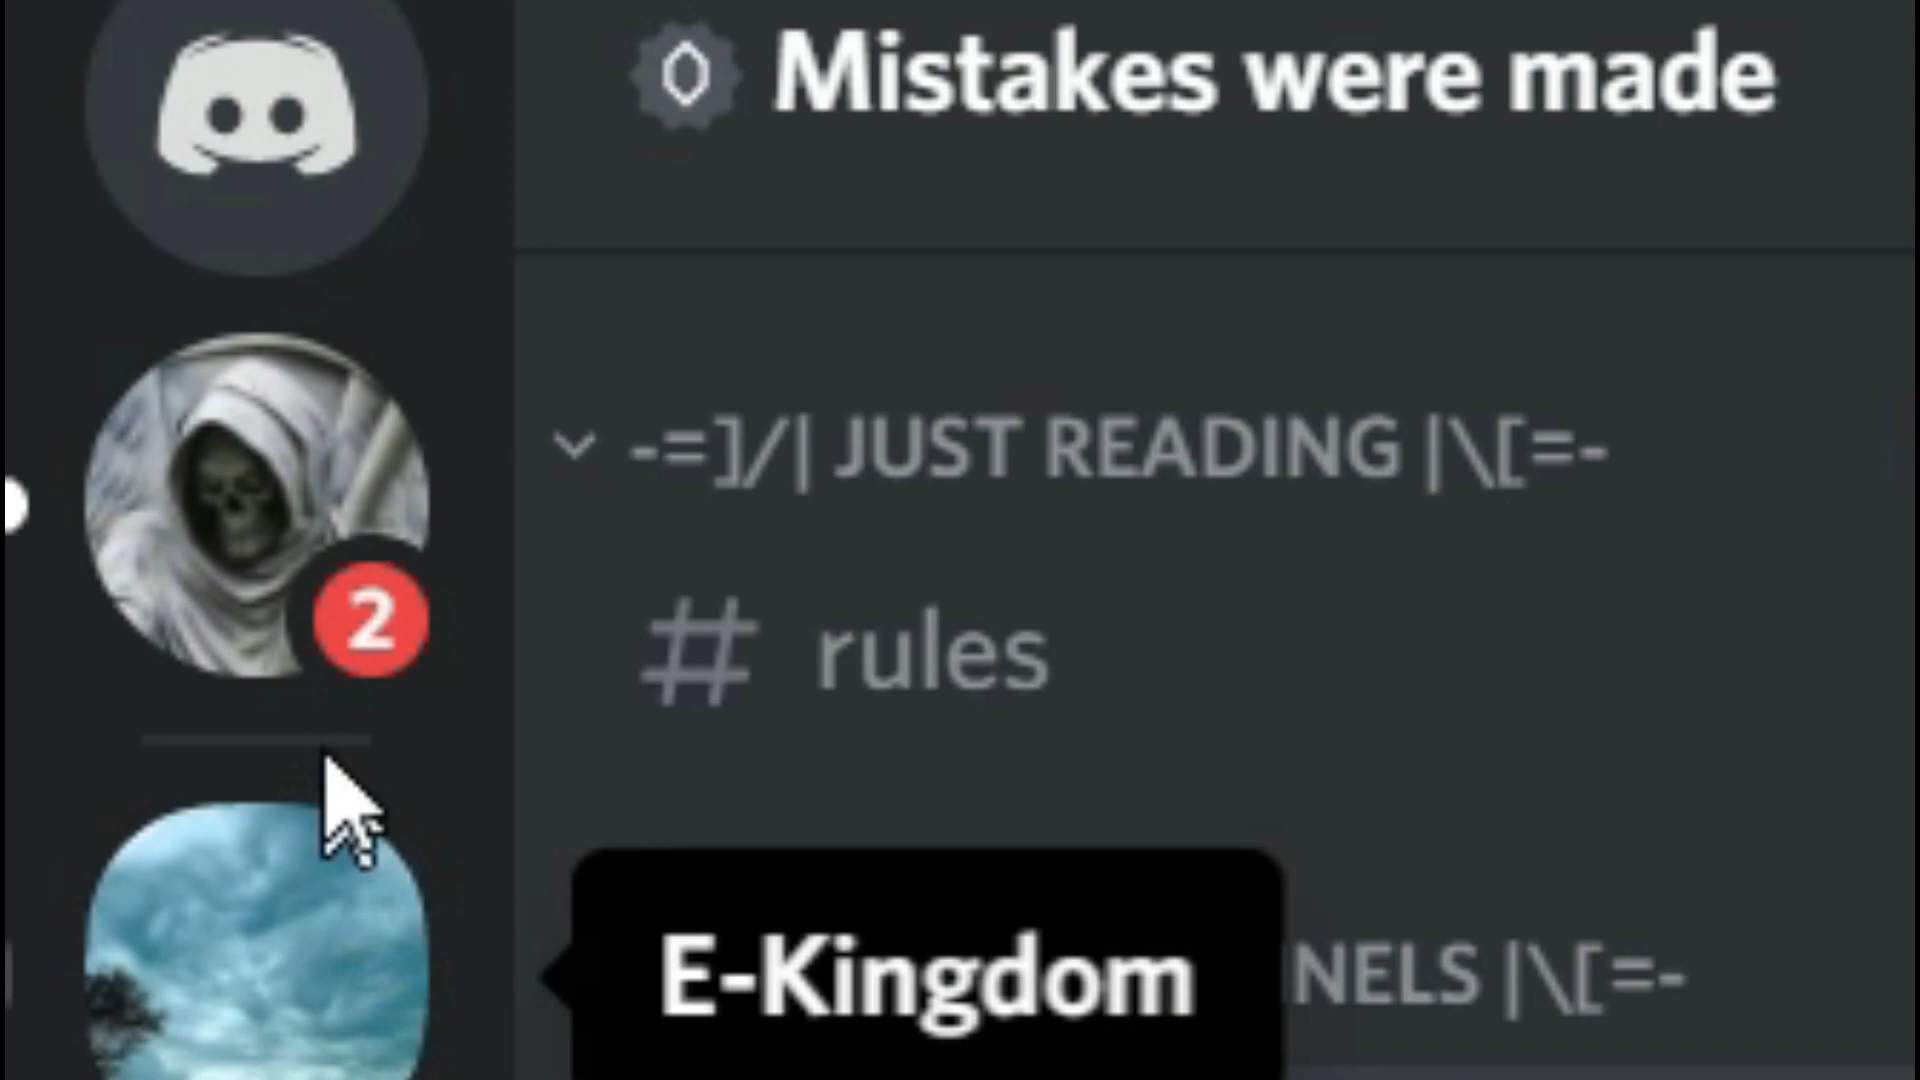 Mistakes were made
-=]/| JUST READING |\[=-
2
# rules
E-Kingdom
NELS |\[=-